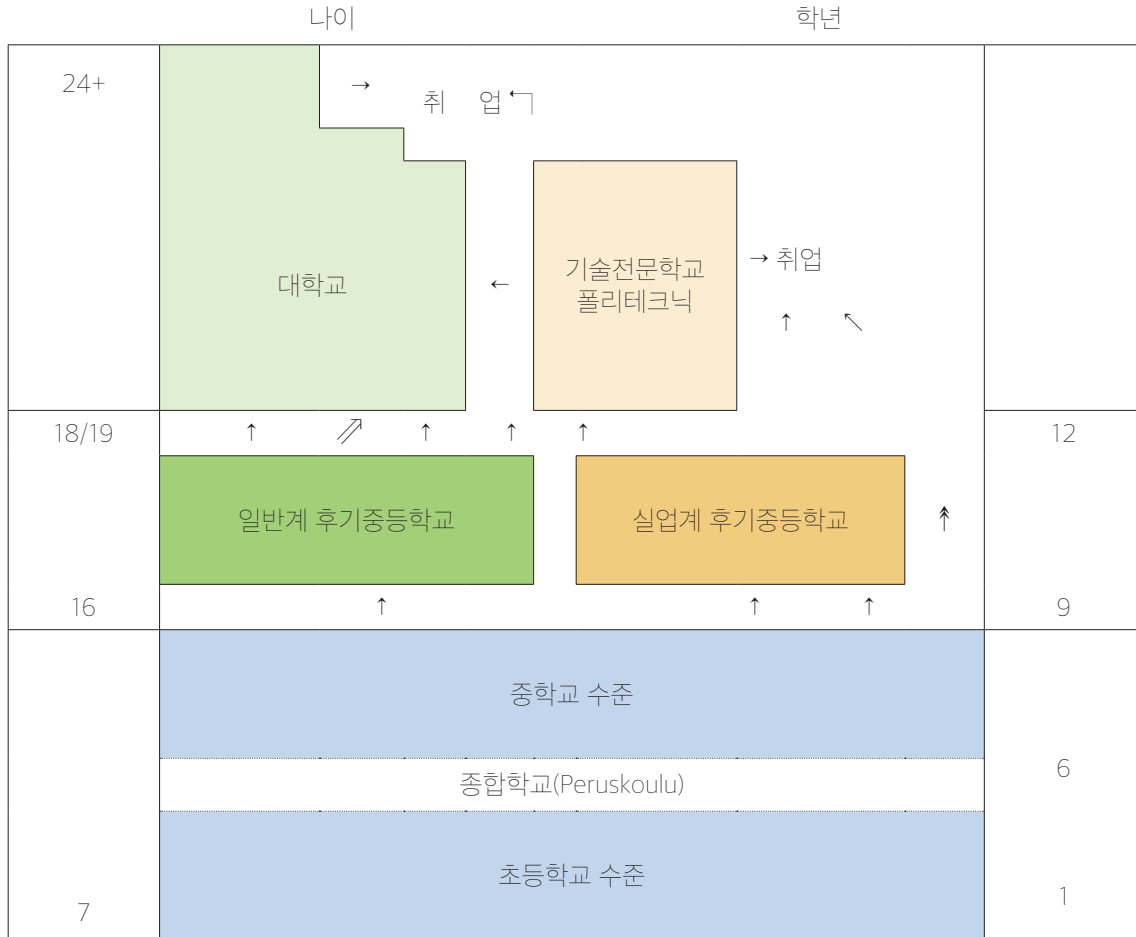 나이 학년
24+
→ 취 업
대학교
←
기술전문학교
폴리테크닉
→ 취업
↑ ↖
18/19 ↑ ⇗ ↑ ↑ ↑ 12
일반계 후기중등학교
실업계 후기중등학교
↟
16 ↑ ↑ ↑ 9
중학교 수준
종합학교(Peruskoulu)
6
초등학교 수준
7
1